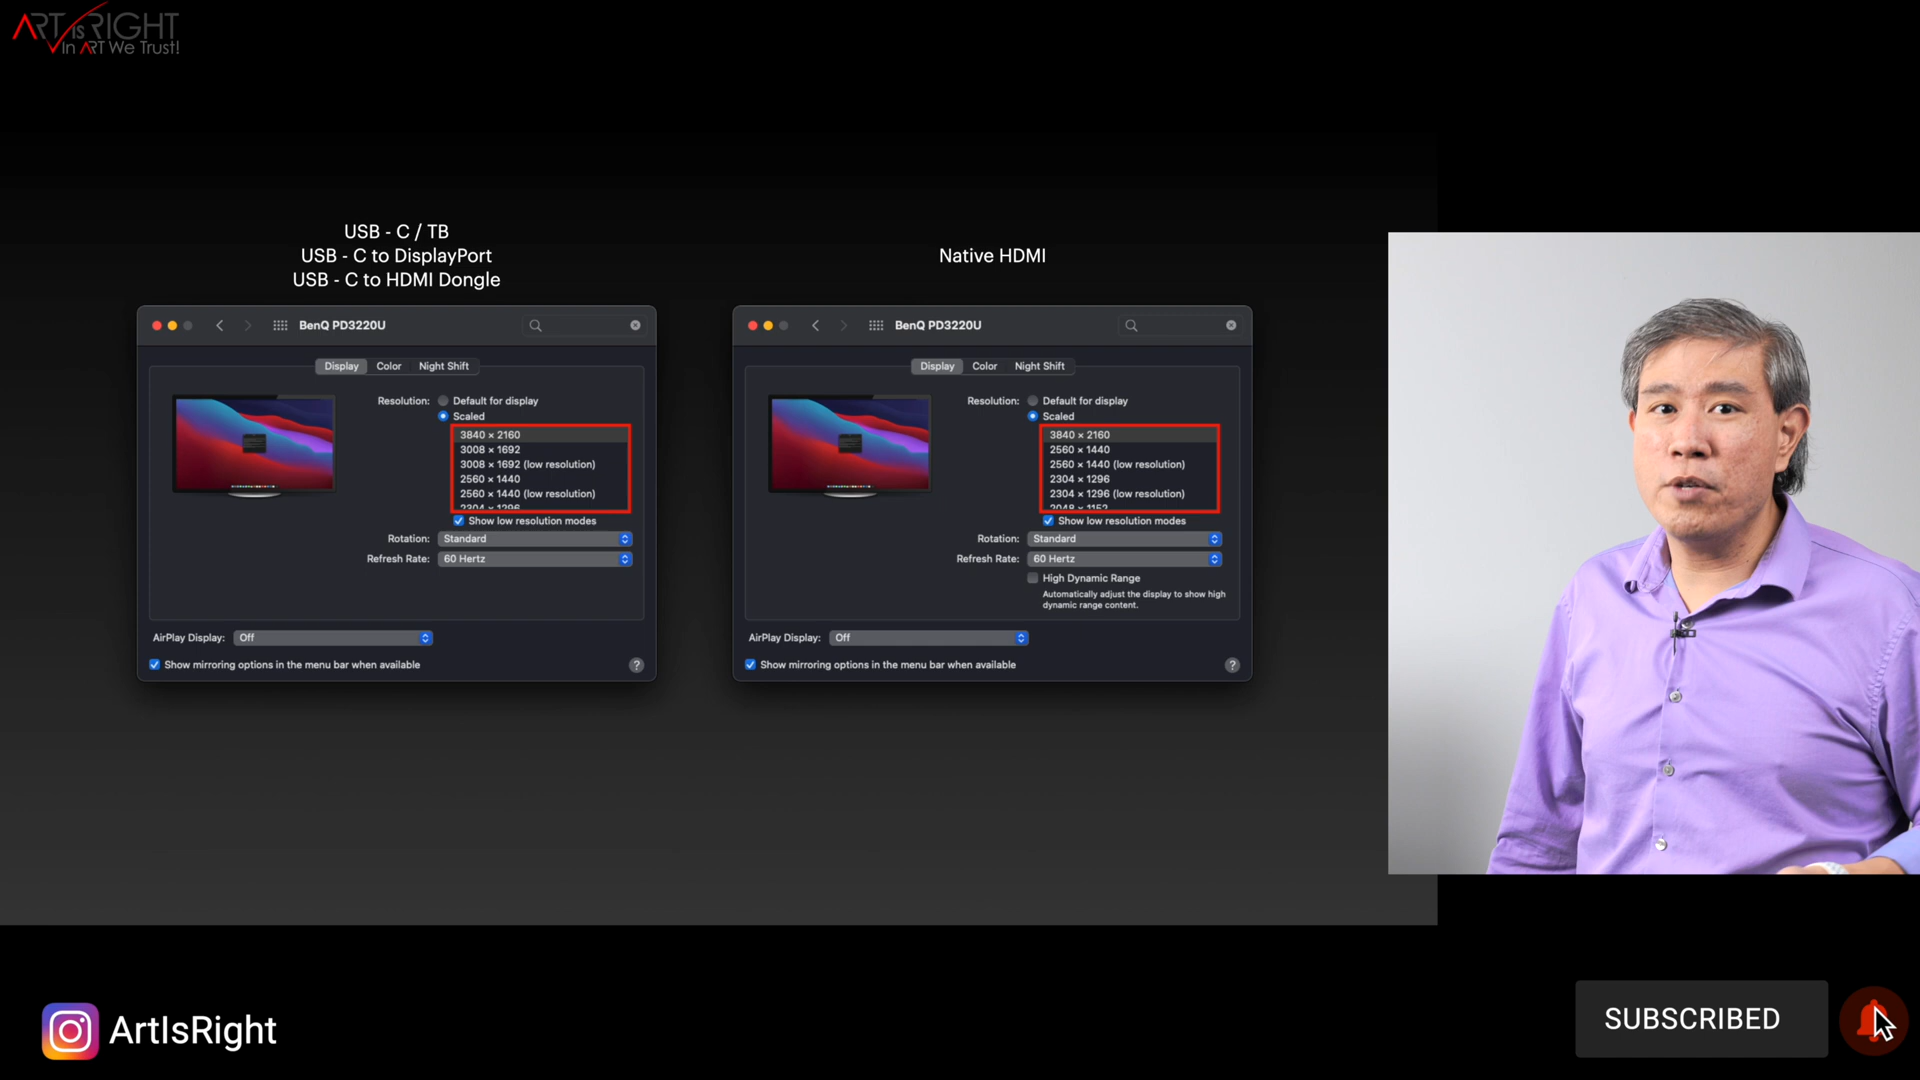 ART is RIGHT
In ART We Trust!
USB - C / TB
USB - C to DisplayPort
USB - C to HDMI Dongle
BenQ PD3220U
Display Color Night Shift
Resolution: Default for display
Scaled
3840 × 2160
3008 × 1692
3008 × 1692 (low resolution)
2560 × 1440
2560 × 1440 (low resolution)
2304 × 1296
Show low resolution modes
Rotation: Standard
Refresh Rate: 60 Hertz
AirPlay Display: Off
Show mirroring options in the menu bar when available
?
Native HDMI
BenQ PD3220U
Display Color Night Shift
Resolution: Default for display
Scaled
3840 × 2160
2560 × 1440
2560 × 1440 (low resolution)
2304 × 1296
2304 × 1296 (low resolution)
2048 × 1152
Show low resolution modes
Rotation: Standard
Refresh Rate: 60 Hertz
High Dynamic Range
Automatically adjust the display to show high
dynamic range content.
AirPlay Display: Off
Show mirroring options in the menu bar when available
?
ArtIsRight
SUBSCRIBED